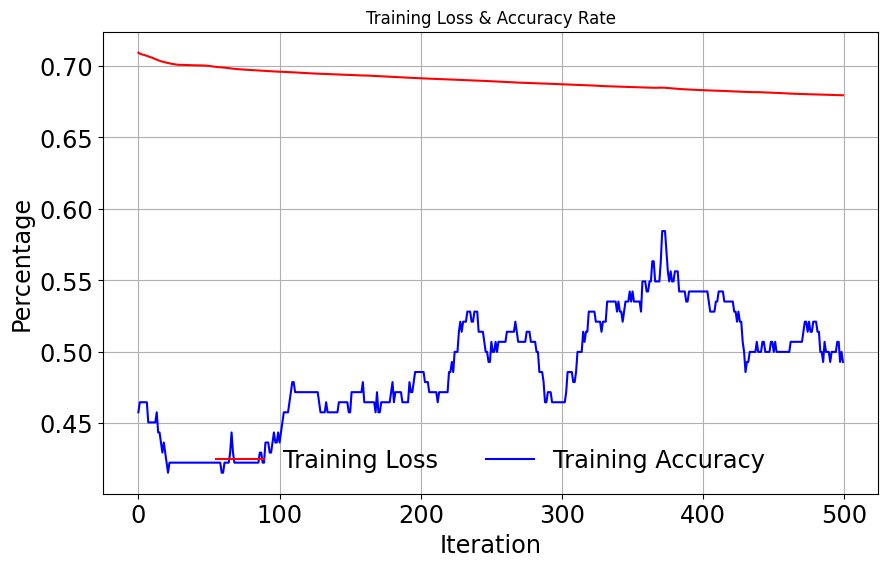 Training Loss & Accuracy Rate
Percentage
0.70
0.65
0.60
0.55
0.50
0.45
Training Loss Training Accuracy
0 100 200 300 400 500
Iteration